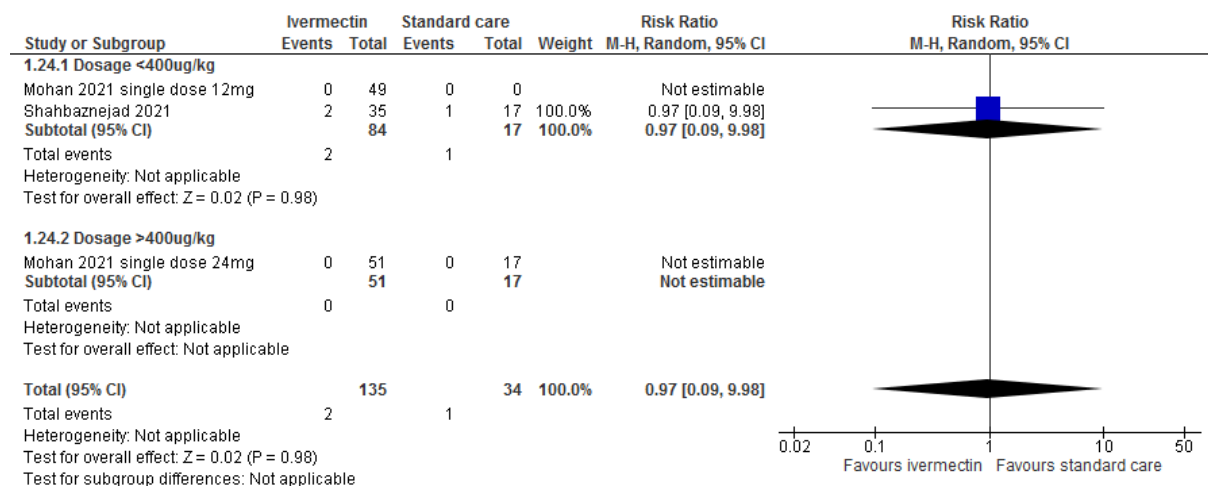 Ivermectin Standard care Risk Ratio Risk Ratio
Study or Subgroup Events Total Events Total Weight M-H, Random, 95% CI M-H, Random, 95% CI
1.24.1 Dosage <400ug/kg
Mohan 2021 single dose 12mg 0 49 0 0 Not estimable
Shahbaznejad 2021 2 35 1 17 100.0% 0.97 [0.09, 9.98]
Subtotal (95% CI) 84 17 100.0% 0.97 [0.09, 9.98]
Total events 2 1
Heterogeneity: Not applicable
Test for overall effect: Z = 0.02 (P = 0.98)
1.24.2 Dosage >400ug/kg
Mohan 2021 single dose 24mg 0 51 0 17 Not estimable
Subtotal (95% CI) 51 17 Not estimable
Total events 0 0
Heterogeneity: Not applicable
Test for overall effect: Not applicable
Total (95% CI) 135 34 100.0% 0.97 [0.09, 9.98]
Total events 2 1
Heterogeneity: Not applicable
Test for overall effect: Z = 0.02 (P = 0.98)
Test for subgroup differences: Not applicable
0.02 0.1 1 10 50
Favours ivermectin Favours standard care